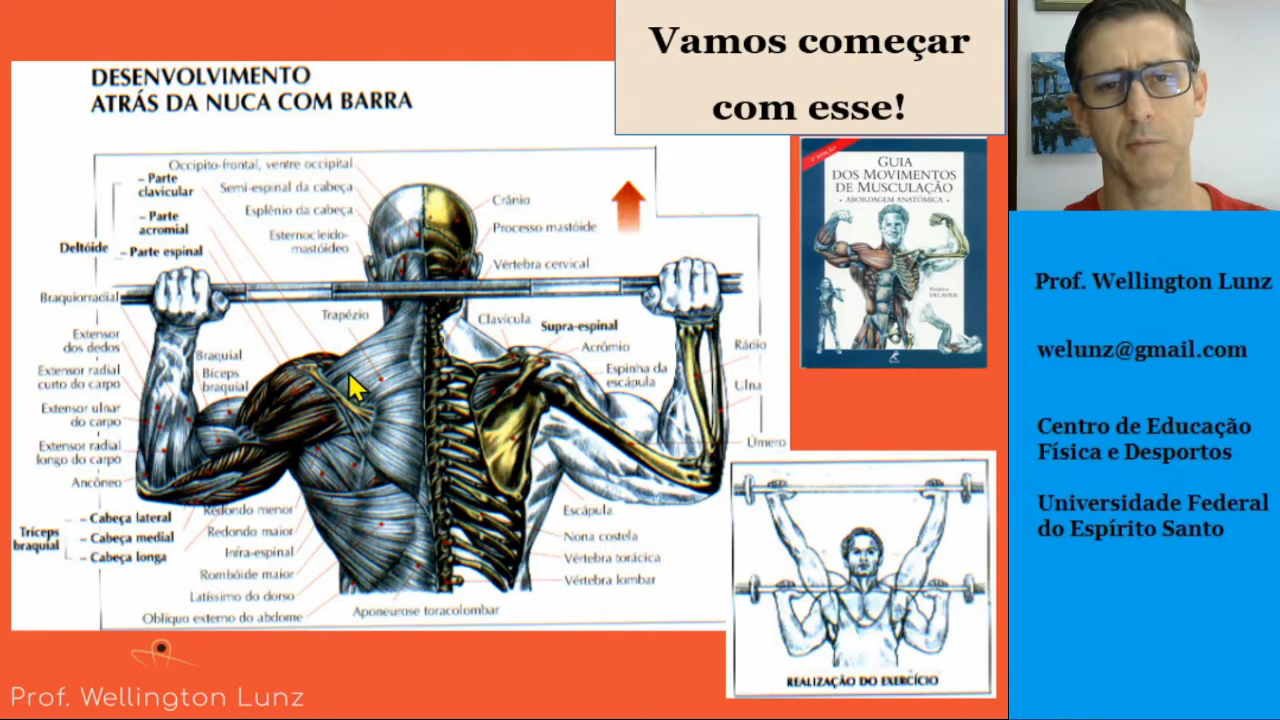 DESENVOLVIMENTO
ATRÁS DA NUCA COM BARRA
Vamos começar
com esse!
Occipito-frontal, ventre occipital
– Parte
clavicular
Semi-espinal da cabeça
Esplênio da cabeça
– Parte
acromial
Esternocleido-
mastóideo
Deltóide
– Parte espinal
Braquiorradial
Trapézio
Extensor
dos dedos
Braquial
Bíceps
braquial
Extensor radial
curto do carpo
Extensor ulnar
do carpo
Extensor radial
longo do carpo
Ancôneo
Tríceps
braquial
– Cabeça lateral
– Cabeça medial
– Cabeça longa
Redondo menor
Redondo maior
Infra-espinal
Rombóide maior
Latíssimo do dorso
Oblíquo externo do abdome
Aponeurose toracolombar
Crânio
Processo mastóide
Vértebra cervical
Clavícula
Supra-espinal
Acrômio
Espinha da
escápula
Rádio
Ulna
Úmero
Escápula
Nona costela
Vértebra torácica
Vértebra lombar
GUIA
DOS MOVIMENTOS
DE MUSCULAÇÃO
• ABORDAGEM ANATÔMICA •
REALIZAÇÃO DO EXERCÍCIO
Prof. Wellington Lunz
welunz@gmail.com
Centro de Educação
Física e Desportos
Universidade Federal
do Espírito Santo
Prof. Wellington Lunz